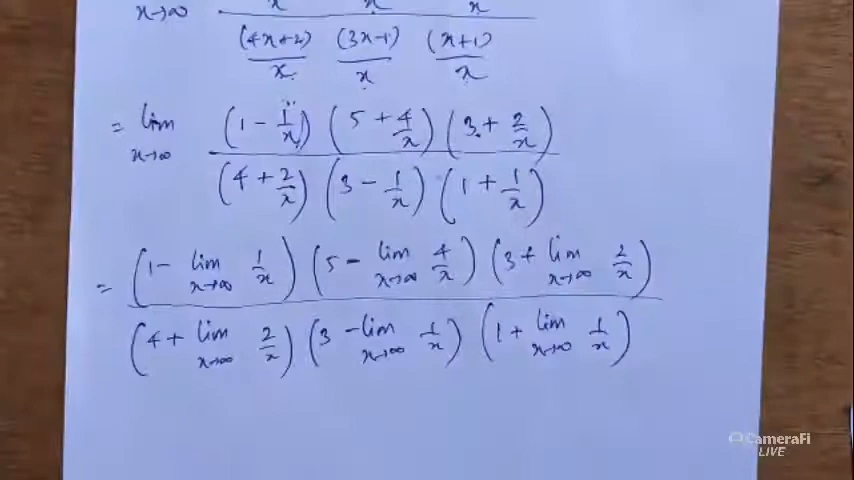 x→∞ x x x
(4x+2) (3x-1) (x+1)
x x x
= lim (1 - 1/x) (5 + 4/x) (3 + 2/x)
x→∞ (4 + 2/x) (3 - 1/x) (1 + 1/x)
= (1 - lim x→∞ 1/x) (5 - lim x→∞ 4/x) (3 + lim x→∞ 2/x)
(4 + lim x→∞ 2/x) (3 - lim x→∞ 1/x) (1 + lim x→∞ 1/x)
CameraFi
LIVE